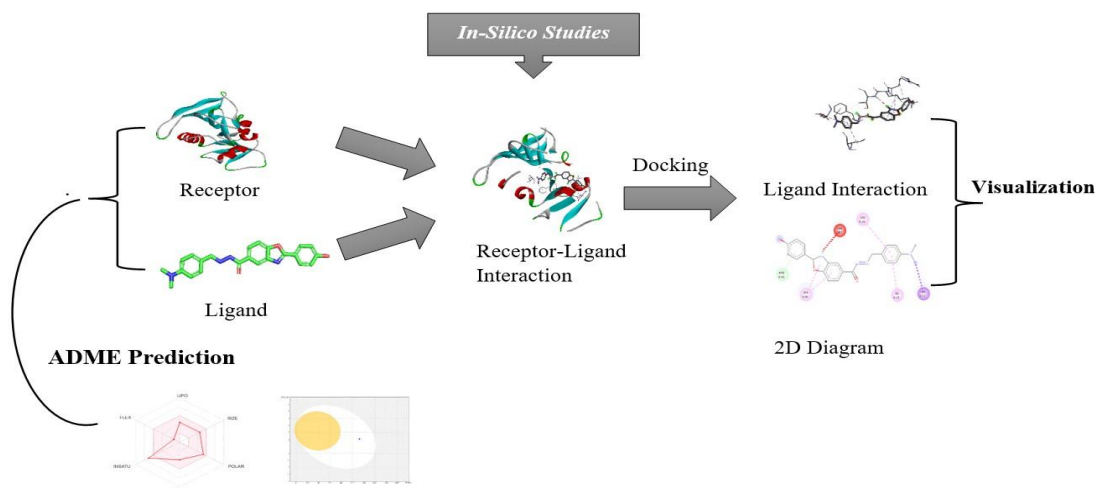 In-Silico Studies
Receptor
Docking
Ligand Interaction
Visualization
Receptor-Ligand
Interaction
Ligand
2D Diagram
ADME Prediction
LIPO
FLEX
SIZE
INSATU
POLAR